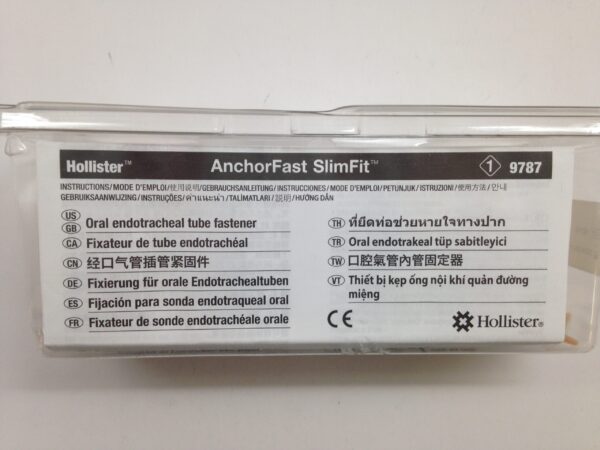 Hollister™ AnchorFast SlimFit™ 1 9787
INSTRUCTIONS/MODE D'EMPLOI/使用说明/GEBRAUCHSANLEITUNG/INSTRUCCIONES/MODE D'EMPLOI/PETUNJUK/ISTRUZIONI/使用方法/안내
GEBRUIKSAANWIJZING/INSTRUÇÕES/คำแนะนำ/TALİMATLARI/說明/HƯỚNG DẪN
US
GB Oral endotracheal tube fastener
CA Fixateur de tube endotrachéal
CN 经口气管插管紧固件
DE Fixierung für orale Endotrachealtuben
ES Fijación para sonda endotraqueal oral
FR Fixateur de sonde endotrachéale orale
TH ที่ยึดท่อช่วยหายใจทางปาก
TR Oral endotrakeal tüp sabitleyici
TW 口腔氣管內管固定器
VT Thiết bị kẹp ống nội khí quản đường
miệng
CE
Hollister®